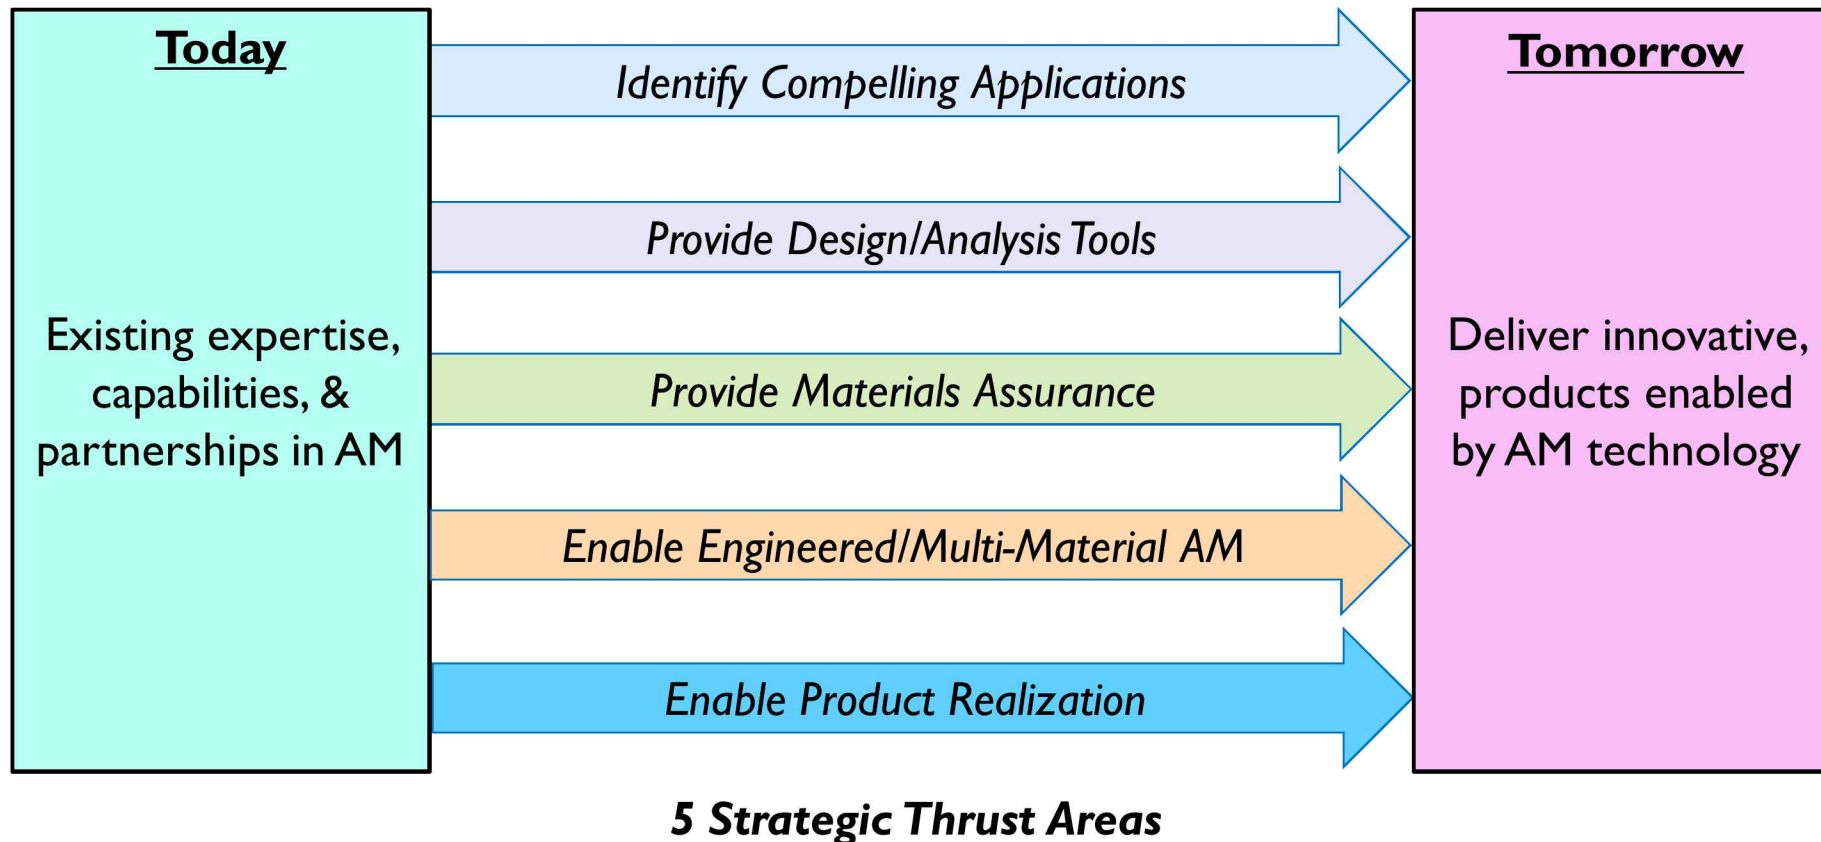 Today
Existing expertise,
capabilities, &
partnerships in AM
Identify Compelling Applications
Provide Design/Analysis Tools
Provide Materials Assurance
Enable Engineered/Multi-Material AM
Enable Product Realization
Tomorrow
Deliver innovative,
products enabled
by AM technology
5 Strategic Thrust Areas